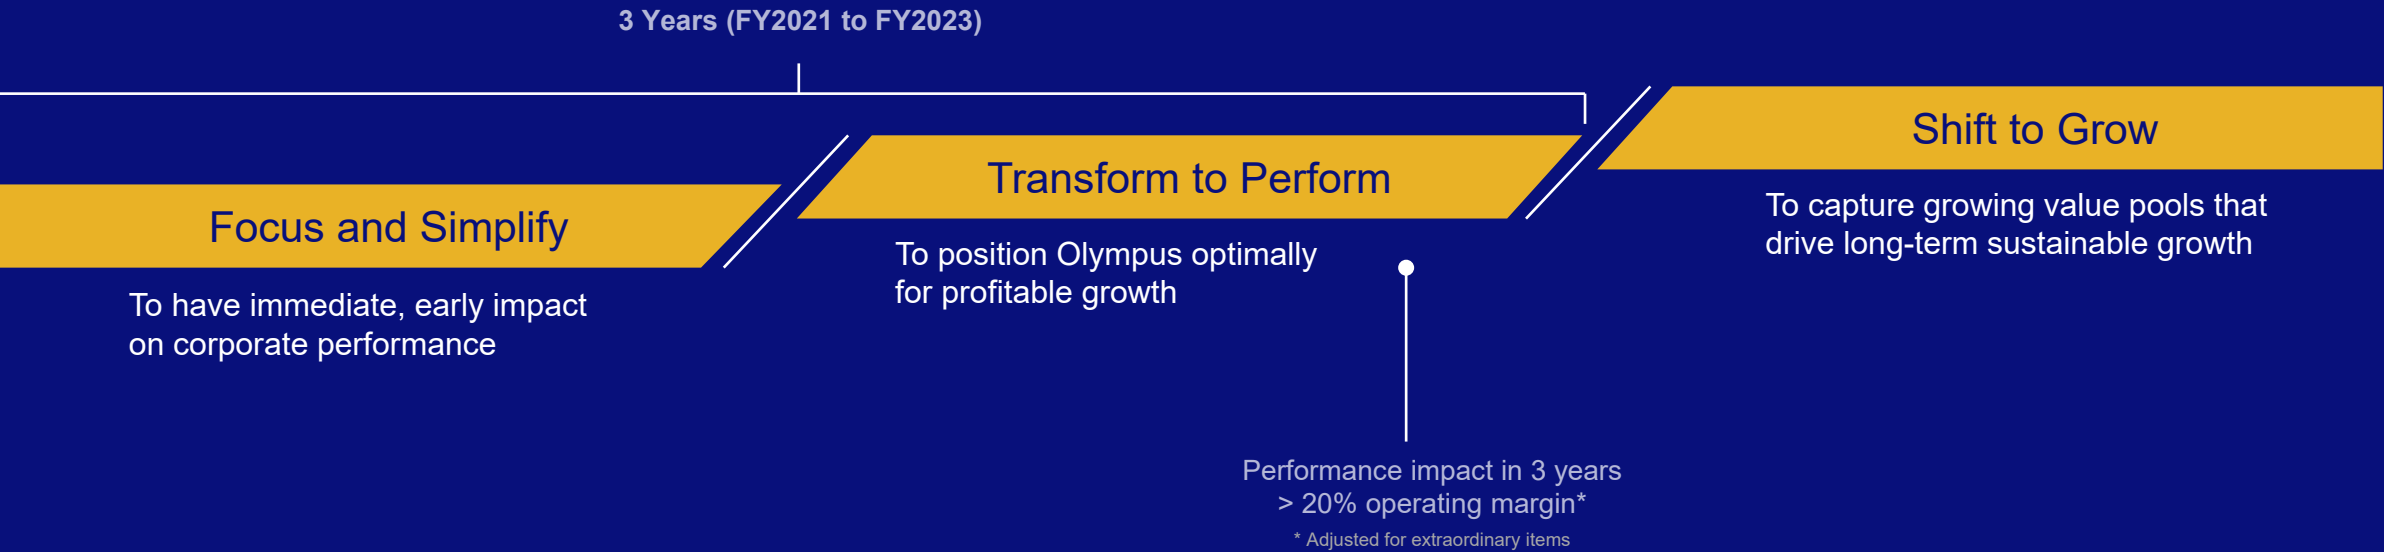 3 Years (FY2021 to FY2023)
Focus and Simplify
To have immediate, early impact
on corporate performance
Transform to Perform
To position Olympus optimally
for profitable growth
Performance impact in 3 years
> 20% operating margin*
* Adjusted for extraordinary items
Shift to Grow
To capture growing value pools that
drive long-term sustainable growth